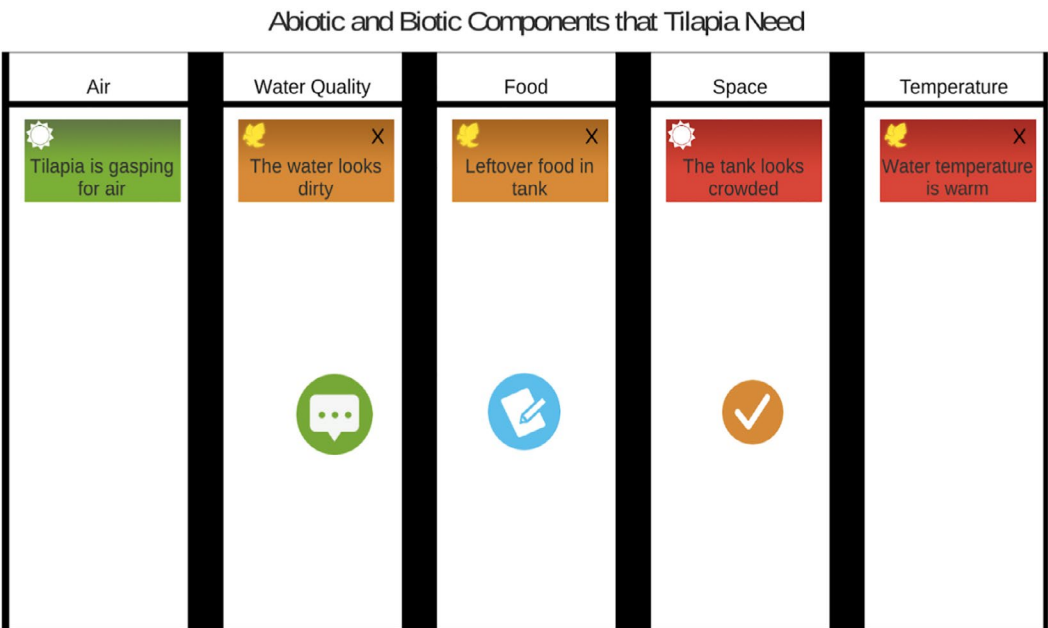 Abiotic and Biotic Components that Tilapia Need
Air
Water Quality
Food
Space
Temperature
Tilapia is gasping
for air
X
The water looks
dirty
X
Leftover food in
tank
The tank looks
crowded
X
Water temperature
is warm